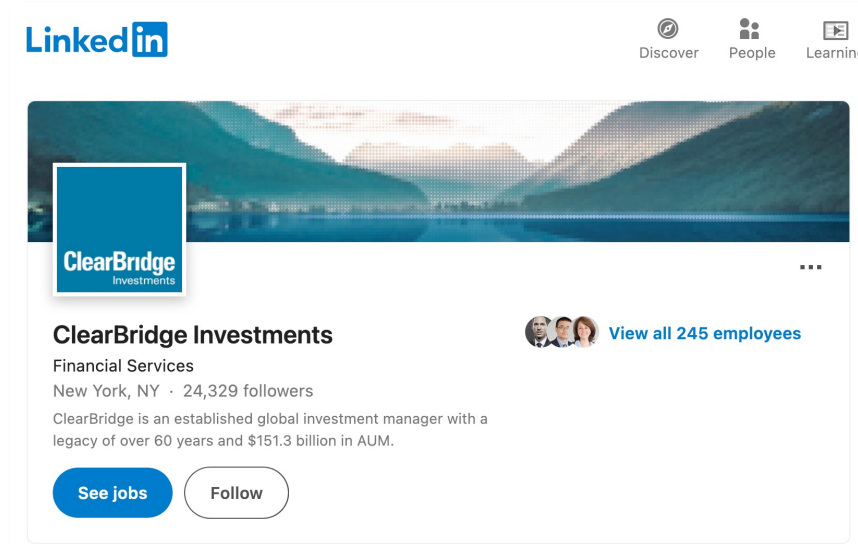 Linked in
Discover
People
Learnin
ClearBridge
Investments
ClearBridge Investments
View all 245 employees
Financial Services
New York, NY · 24,329 followers
ClearBridge is an established global investment manager with a
legacy of over 60 years and $151.3 billion in AUM.
See jobs
Follow